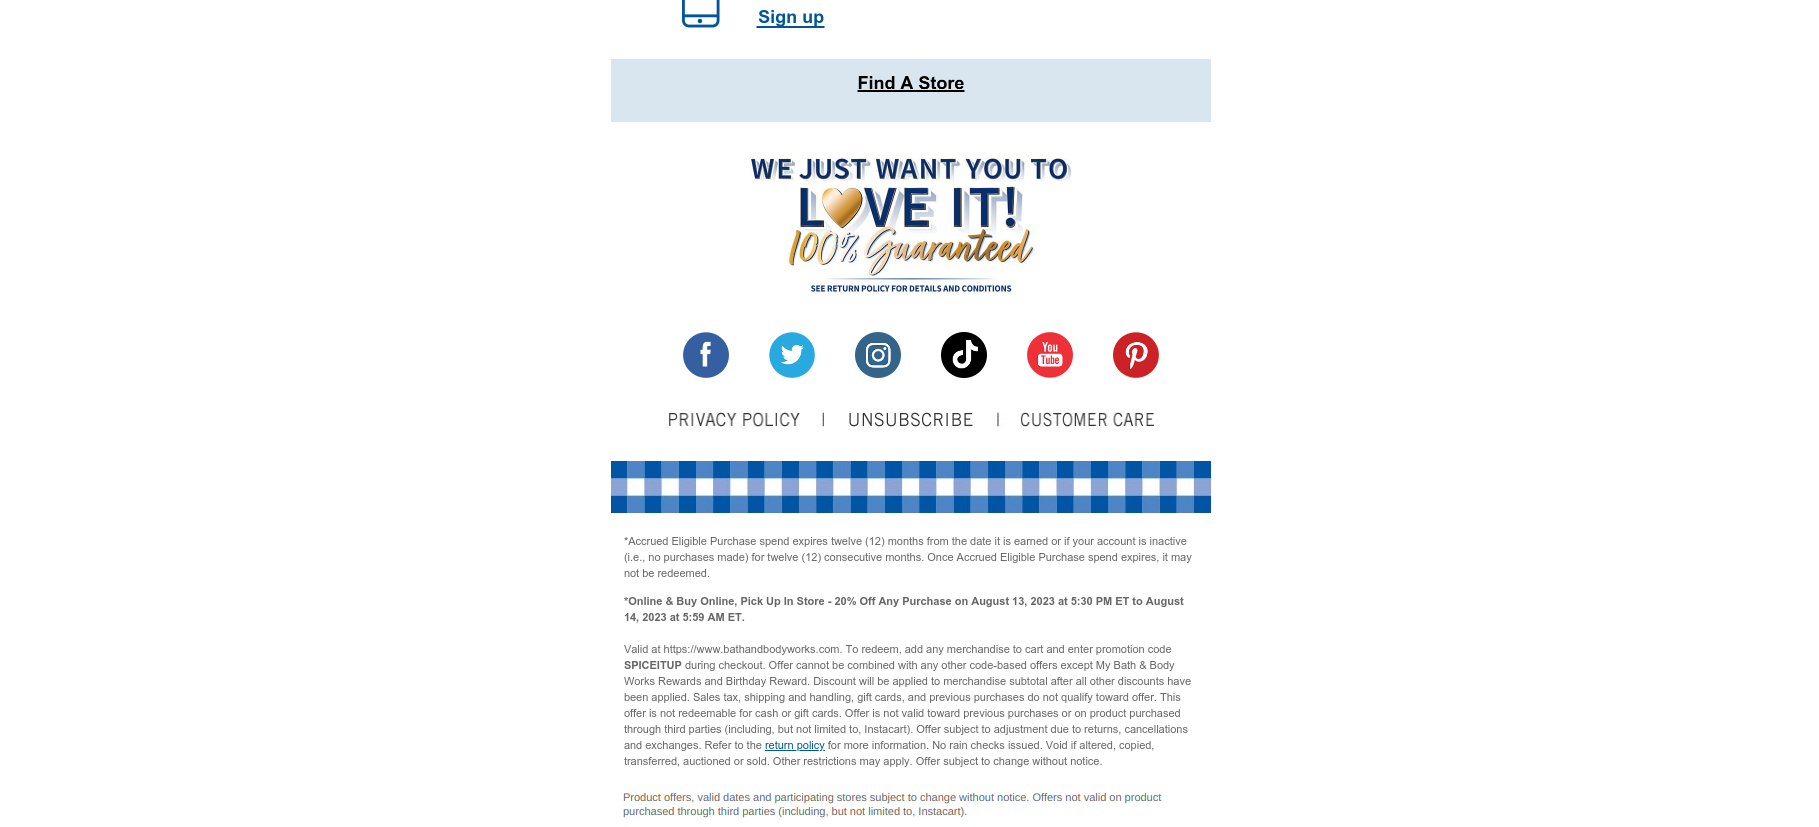 Sign up
Find A Store
WE JUST WANT YOU TO
LOVE IT!
100% Guaranteed
SEE RETURN POLICY FOR DETAILS AND CONDITIONS
You
Tube
PRIVACY POLICY | UNSUBSCRIBE | CUSTOMER CARE
*Accrued Eligible Purchase spend expires twelve (12) months from the date it is earned or if your account is inactive
(i.e., no purchases made) for twelve (12) consecutive months. Once Accrued Eligible Purchase spend expires, it may
not be redeemed.
*Online & Buy Online, Pick Up In Store - 20% Off Any Purchase on August 13, 2023 at 5:30 PM ET to August
14, 2023 at 5:59 AM ET.
Valid at https://www.bathandbodyworks.com. To redeem, add any merchandise to cart and enter promotion code
SPICEITUP during checkout. Offer cannot be combined with any other code-based offers except My Bath & Body
Works Rewards and Birthday Reward. Discount will be applied to merchandise subtotal after all other discounts have
been applied. Sales tax, shipping and handling, gift cards, and previous purchases do not qualify toward offer. This
offer is not redeemable for cash or gift cards. Offer is not valid toward previous purchases or on product purchased
through third parties (including, but not limited to, Instacart). Offer subject to adjustment due to returns, cancellations
and exchanges. Refer to the return policy for more information. No rain checks issued. Void if altered, copied,
transferred, auctioned or sold. Other restrictions may apply. Offer subject to change without notice.
Product offers, valid dates and participating stores subject to change without notice. Offers not valid on product
purchased through third parties (including, but not limited to, Instacart).